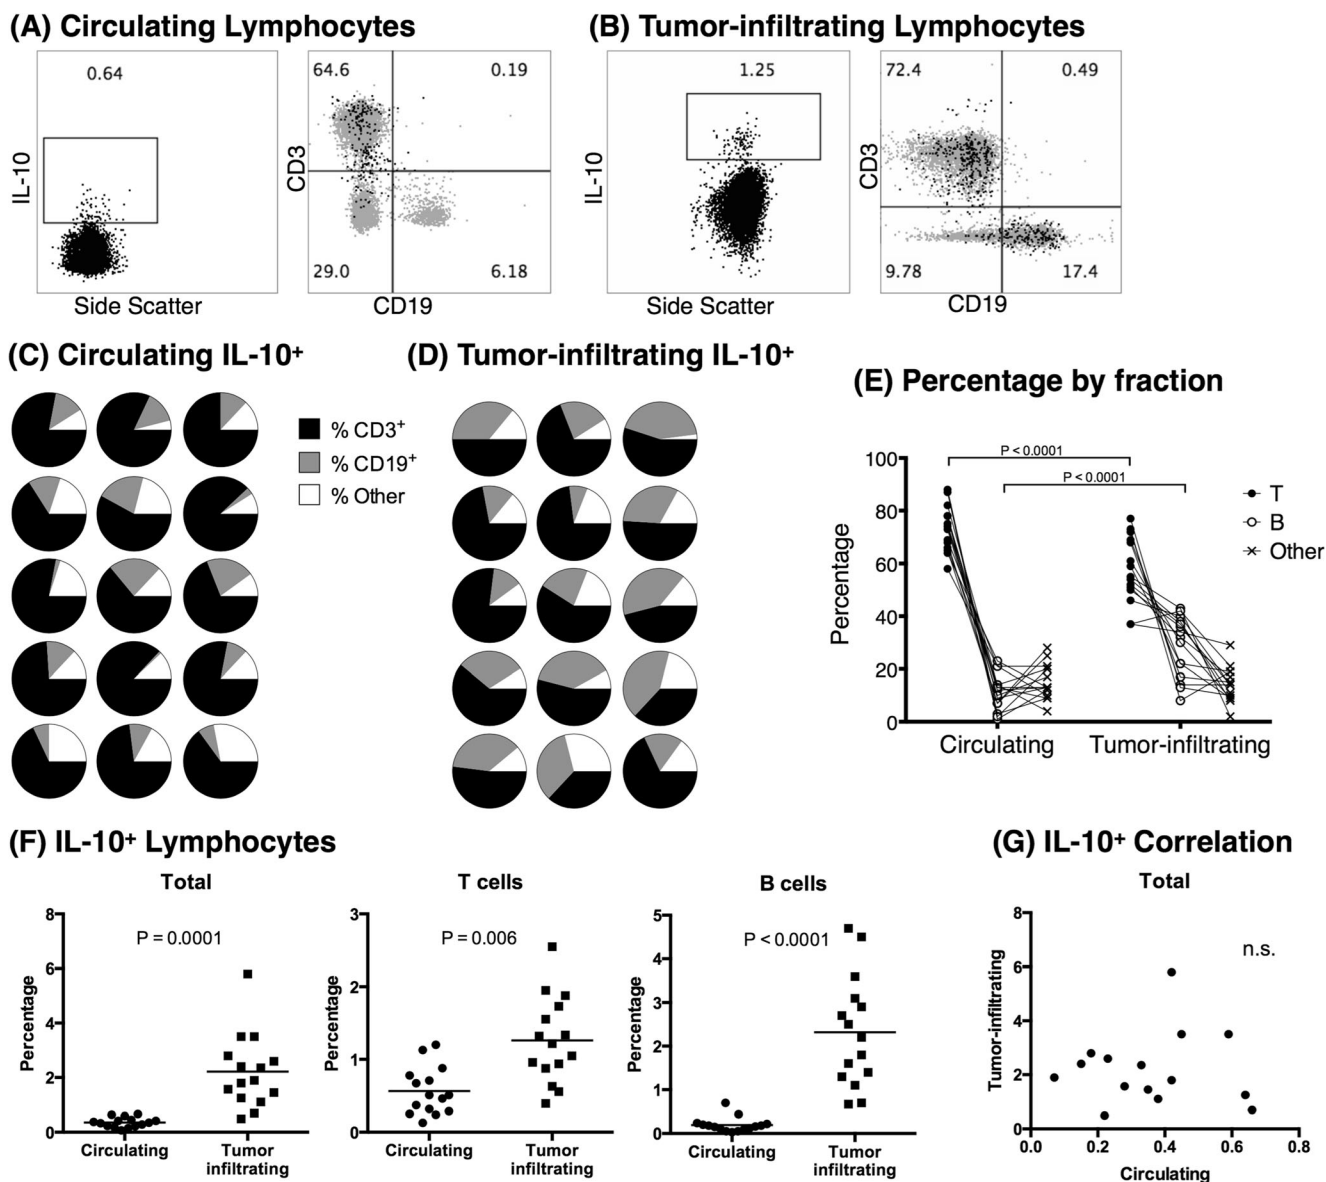 (A) Circulating Lymphocytes
0.64
IL-10
Side Scatter
64.6
0.19
CD3
29.0
6.18
CD19
(B) Tumor-infiltrating Lymphocytes
1.25
IL-10
Side Scatter
72.4
0.49
CD3
9.78
17.4
CD19
(C) Circulating IL-10+
% CD3+
% CD19+
% Other
(D) Tumor-infiltrating IL-10+
(E) Percentage by fraction
P < 0.0001
P < 0.0001
100
80
60
40
20
0
Percentage
Circulating
Tumor-infiltrating
T
B
Other
(F) IL-10+ Lymphocytes
Total
8
6
4
2
0
Percentage
P = 0.0001
Circulating
Tumor
infiltrating
T cells
3
2
1
0
Percentage
P = 0.006
Circulating
Tumor
infiltrating
B cells
5
4
3
2
1
0
Percentage
P < 0.0001
Circulating
Tumor
infiltrating
(G) IL-10+ Correlation
Total
8
6
4
2
0
Tumor-infiltrating
n.s.
0.0
0.2
0.4
0.6
0.8
Circulating